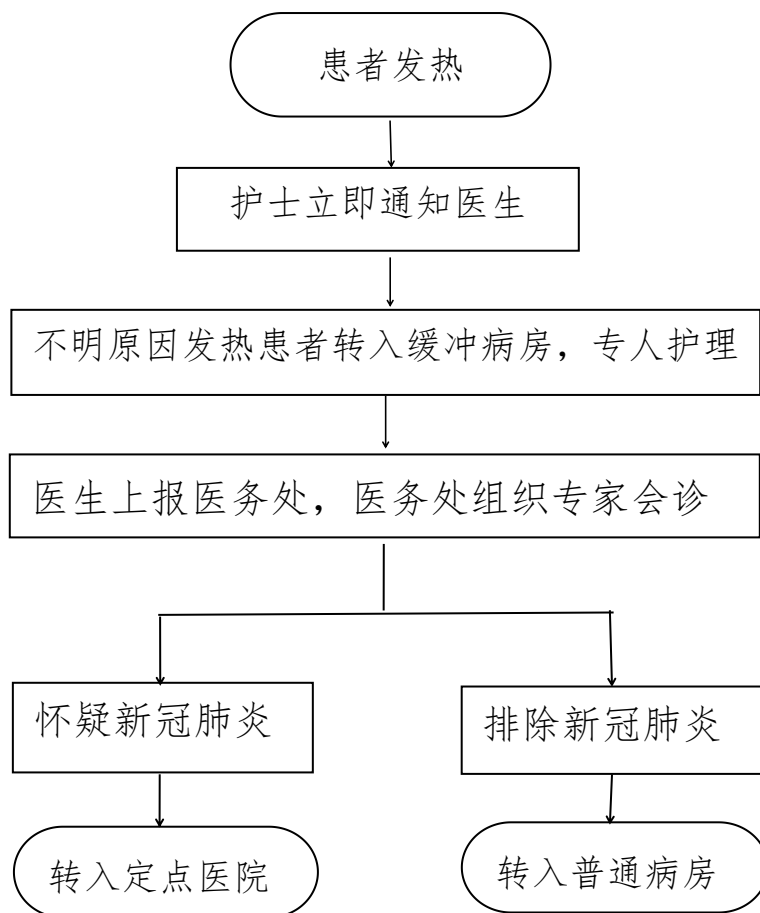 患者发热
护士立即通知医生
不明原因发热患者转入缓冲病房，专人护理
医生上报医务处，医务处组织专家会诊
怀疑新冠肺炎
排除新冠肺炎
转入定点医院
转入普通病房